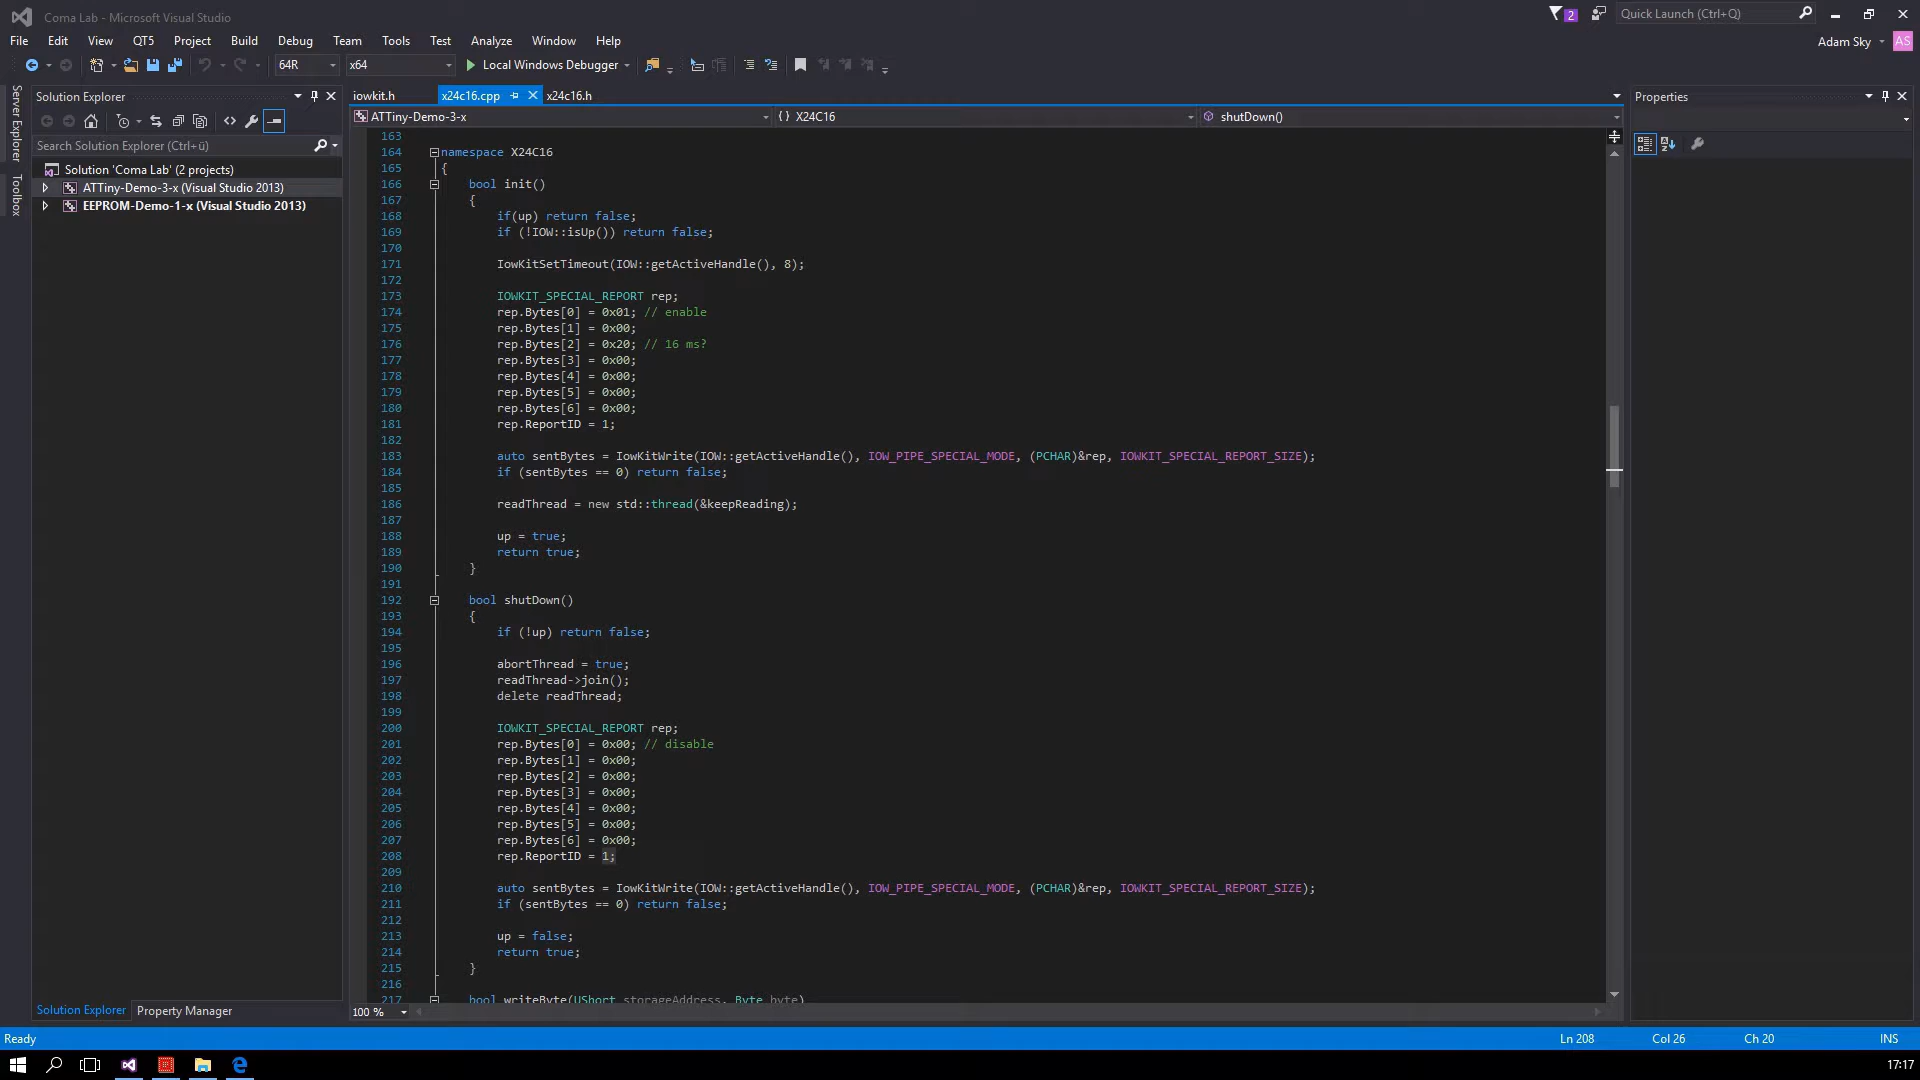 Coma Lab - Microsoft Visual Studio
2
Quick Launch (Ctrl+Q)
File Edit View QT5 Project Build Debug Team Tools Test Analyze Window Help
Adam Sky AS
64R x64 Local Windows Debugger
Server Explorer
Toolbox
Solution Explorer
Search Solution Explorer (Ctrl+ü)
Solution 'Coma Lab' (2 projects)
ATTiny-Demo-3-x (Visual Studio 2013)
EEPROM-Demo-1-x (Visual Studio 2013)
Solution Explorer Property Manager
iowkit.h x24c16.cpp x24c16.h
ATTiny-Demo-3-x {} X24C16 shutDown()
163
164 namespace X24C16
165 {
166 bool init()
167 {
168 if(up) return false;
169 if (!IOW::isUp()) return false;
170
171 IowKitSetTimeout(IOW::getActiveHandle(), 8);
172
173 IOWKIT_SPECIAL_REPORT rep;
174 rep.Bytes[0] = 0x01; // enable
175 rep.Bytes[1] = 0x00;
176 rep.Bytes[2] = 0x20; // 16 ms?
177 rep.Bytes[3] = 0x00;
178 rep.Bytes[4] = 0x00;
179 rep.Bytes[5] = 0x00;
180 rep.Bytes[6] = 0x00;
181 rep.ReportID = 1;
182
183 auto sentBytes = IowKitWrite(IOW::getActiveHandle(), IOW_PIPE_SPECIAL_MODE, (PCHAR)&rep, IOWKIT_SPECIAL_REPORT_SIZE);
184 if (sentBytes == 0) return false;
185
186 readThread = new std::thread(&keepReading);
187
188 up = true;
189 return true;
190 }
191
192 bool shutDown()
193 {
194 if (!up) return false;
195
196 abortThread = true;
197 readThread->join();
198 delete readThread;
199
200 IOWKIT_SPECIAL_REPORT rep;
201 rep.Bytes[0] = 0x00; // disable
202 rep.Bytes[1] = 0x00;
203 rep.Bytes[2] = 0x00;
204 rep.Bytes[3] = 0x00;
205 rep.Bytes[4] = 0x00;
206 rep.Bytes[5] = 0x00;
207 rep.Bytes[6] = 0x00;
208 rep.ReportID = 1;
209
210 auto sentBytes = IowKitWrite(IOW::getActiveHandle(), IOW_PIPE_SPECIAL_MODE, (PCHAR)&rep, IOWKIT_SPECIAL_REPORT_SIZE);
211 if (sentBytes == 0) return false;
212
213 up = false;
214 return true;
215 }
216
217 bool writeByte(UShort storageAddress, Byte byte)
100 %
Properties
Ready Ln 208 Col 26 Ch 20 INS
17:17